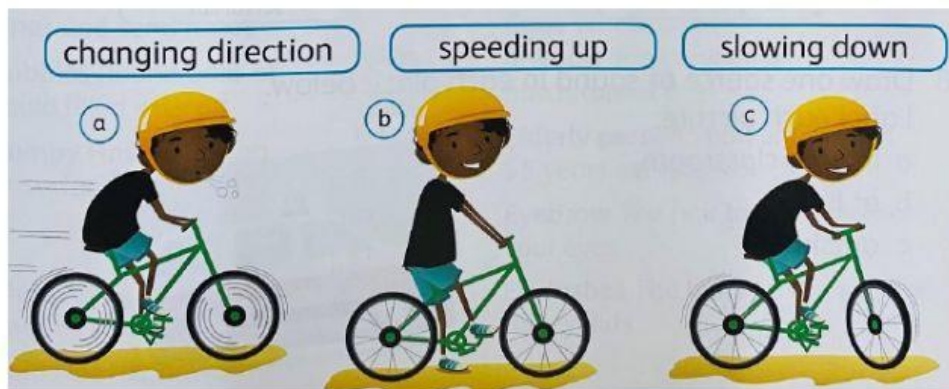 changing direction
speeding up
slowing down
a
b
c